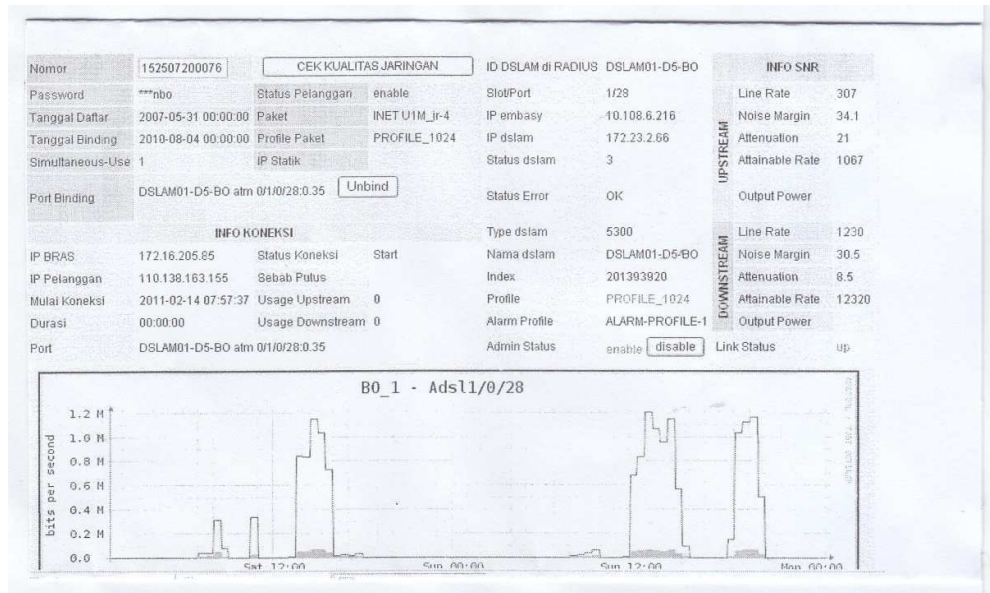 Nomor 152507200076 CEK KUALITAS JARINGAN ID DSLAM di RADIUS DSLAM01-D5-BO INFO SNR
Password ***nbo Status Pelanggan enable Slot/Port 1/28 Line Rate 307
Tanggal Daftar 2007-05-31 00:00:00 Paket INET U1M_ir-4 IP embasy 10.108.6.216 Noise Margin 34.1
Tanggal Binding 2010-08-04 00:00:00 Profile Paket PROFILE_1024 IP dslam 172.23.2.66 Attenuation 21
Simultaneous-Use 1 IP Statik Status dslam 3 Attainable Rate 1067
UPSTREAM
Port Binding DSLAM01-D5-BO atm 0/1/0/28:0.35 Unbind Status Error OK Output Power
INFO KONEKSI Type dslam 5300 Line Rate 1230
IP BRAS 172.16.205.85 Status Koneksi Start Nama dslam DSLAM01-D5-BO Noise Margin 30.5
IP Pelanggan 110.138.163.155 Sebab Putus Index 201393920 Attenuation 8.5
Mulai Koneksi 2011-02-14 07:57:37 Usage Upstream 0 Profile PROFILE_1024 Attainable Rate 12320
Durasi 00:00:00 Usage Downstream 0 Alarm Profile ALARM-PROFILE-1 Output Power
DOWNSTREAM
Port DSLAM01-D5-BO atm 0/1/0/28:0.35 Admin Status enable disable Link Status up
BO_1 - Adsl1/0/28
bits per second
1.2 M
1.0 M
0.8 M
0.6 M
0.4 M
0.2 M
0.0
Sat 12:00 Sun 00:00 Sun 12:00 Mon 00:00